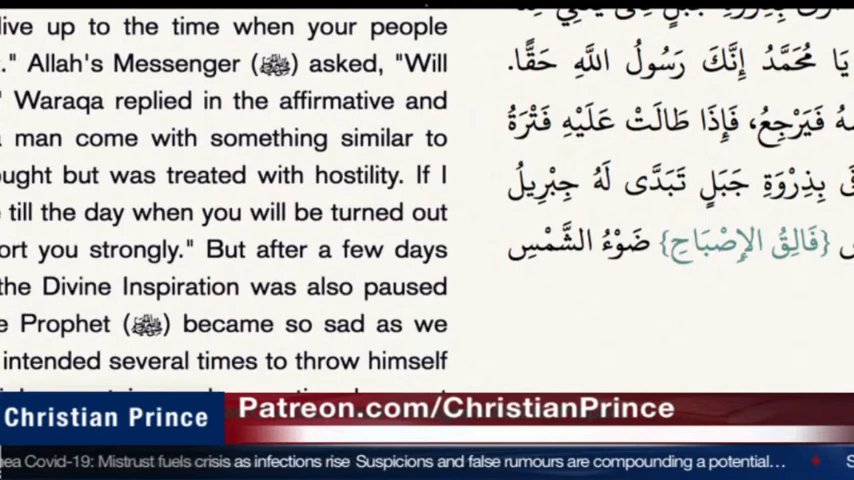 live up to the time when your people
." Allah's Messenger (ﷺ) asked, "Will
" Waraqa replied in the affirmative and
man come with something similar to
ought but was treated with hostility. If I
till the day when you will be turned out
ort you strongly." But after a few days
the Divine Inspiration was also paused
e Prophet (ﷺ) became so sad as we
intended several times to throw himself
يَا مُحَمَّدُ إِنَّكَ رَسُولُ اللَّهِ حَقًّا‏.‏
فَيَرْجِعُ، فَإِذَا طَالَتْ عَلَيْهِ فَتْرَةُ
بِذِرْوَةِ جَبَلٍ تَبَدَّى لَهُ جِبْرِيلُ
{فَالِقُ الإِصْبَاحِ} ضَوْءُ الشَّمْسِ
Christian Prince
Patreon.com/ChristianPrince
ea Covid-19: Mistrust fuels crisis as infections rise Suspicions and false rumours are compounding a potential... S